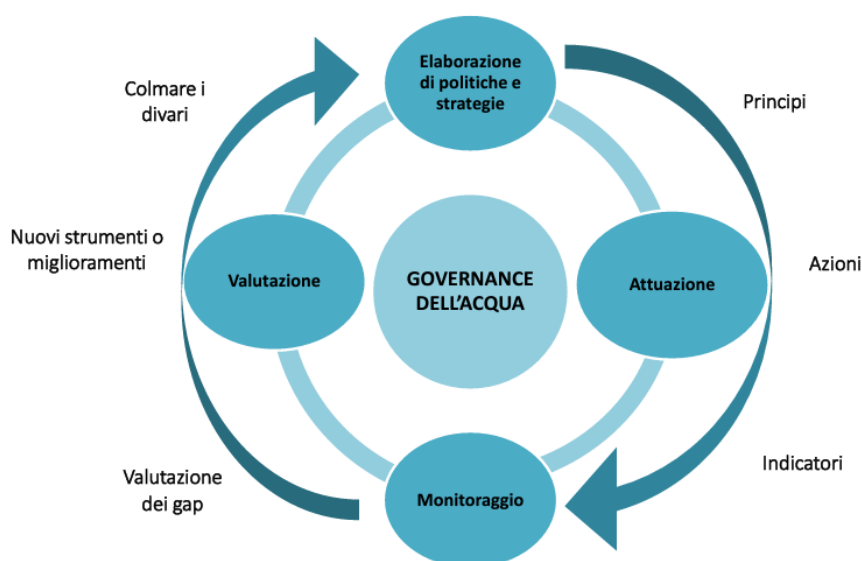 Elaborazione
di politiche e
strategie
Colmare i
divari
Principi
Nuovi strumenti o
miglioramenti
Valutazione
GOVERNANCE
DELL’ACQUA
Attuazione
Azioni
Valutazione
dei gap
Monitoraggio
Indicatori